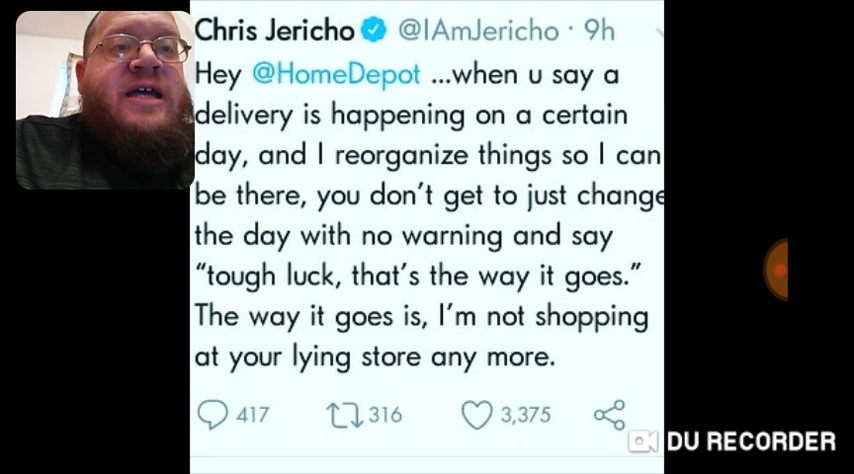 Chris Jericho @IAmJericho · 9h
Hey @HomeDepot ...when u say a
delivery is happening on a certain
day, and I reorganize things so I can
be there, you don't get to just change
the day with no warning and say
"tough luck, that's the way it goes."
The way it goes is, I'm not shopping
at your lying store any more.
417 316 3,375
DU RECORDER